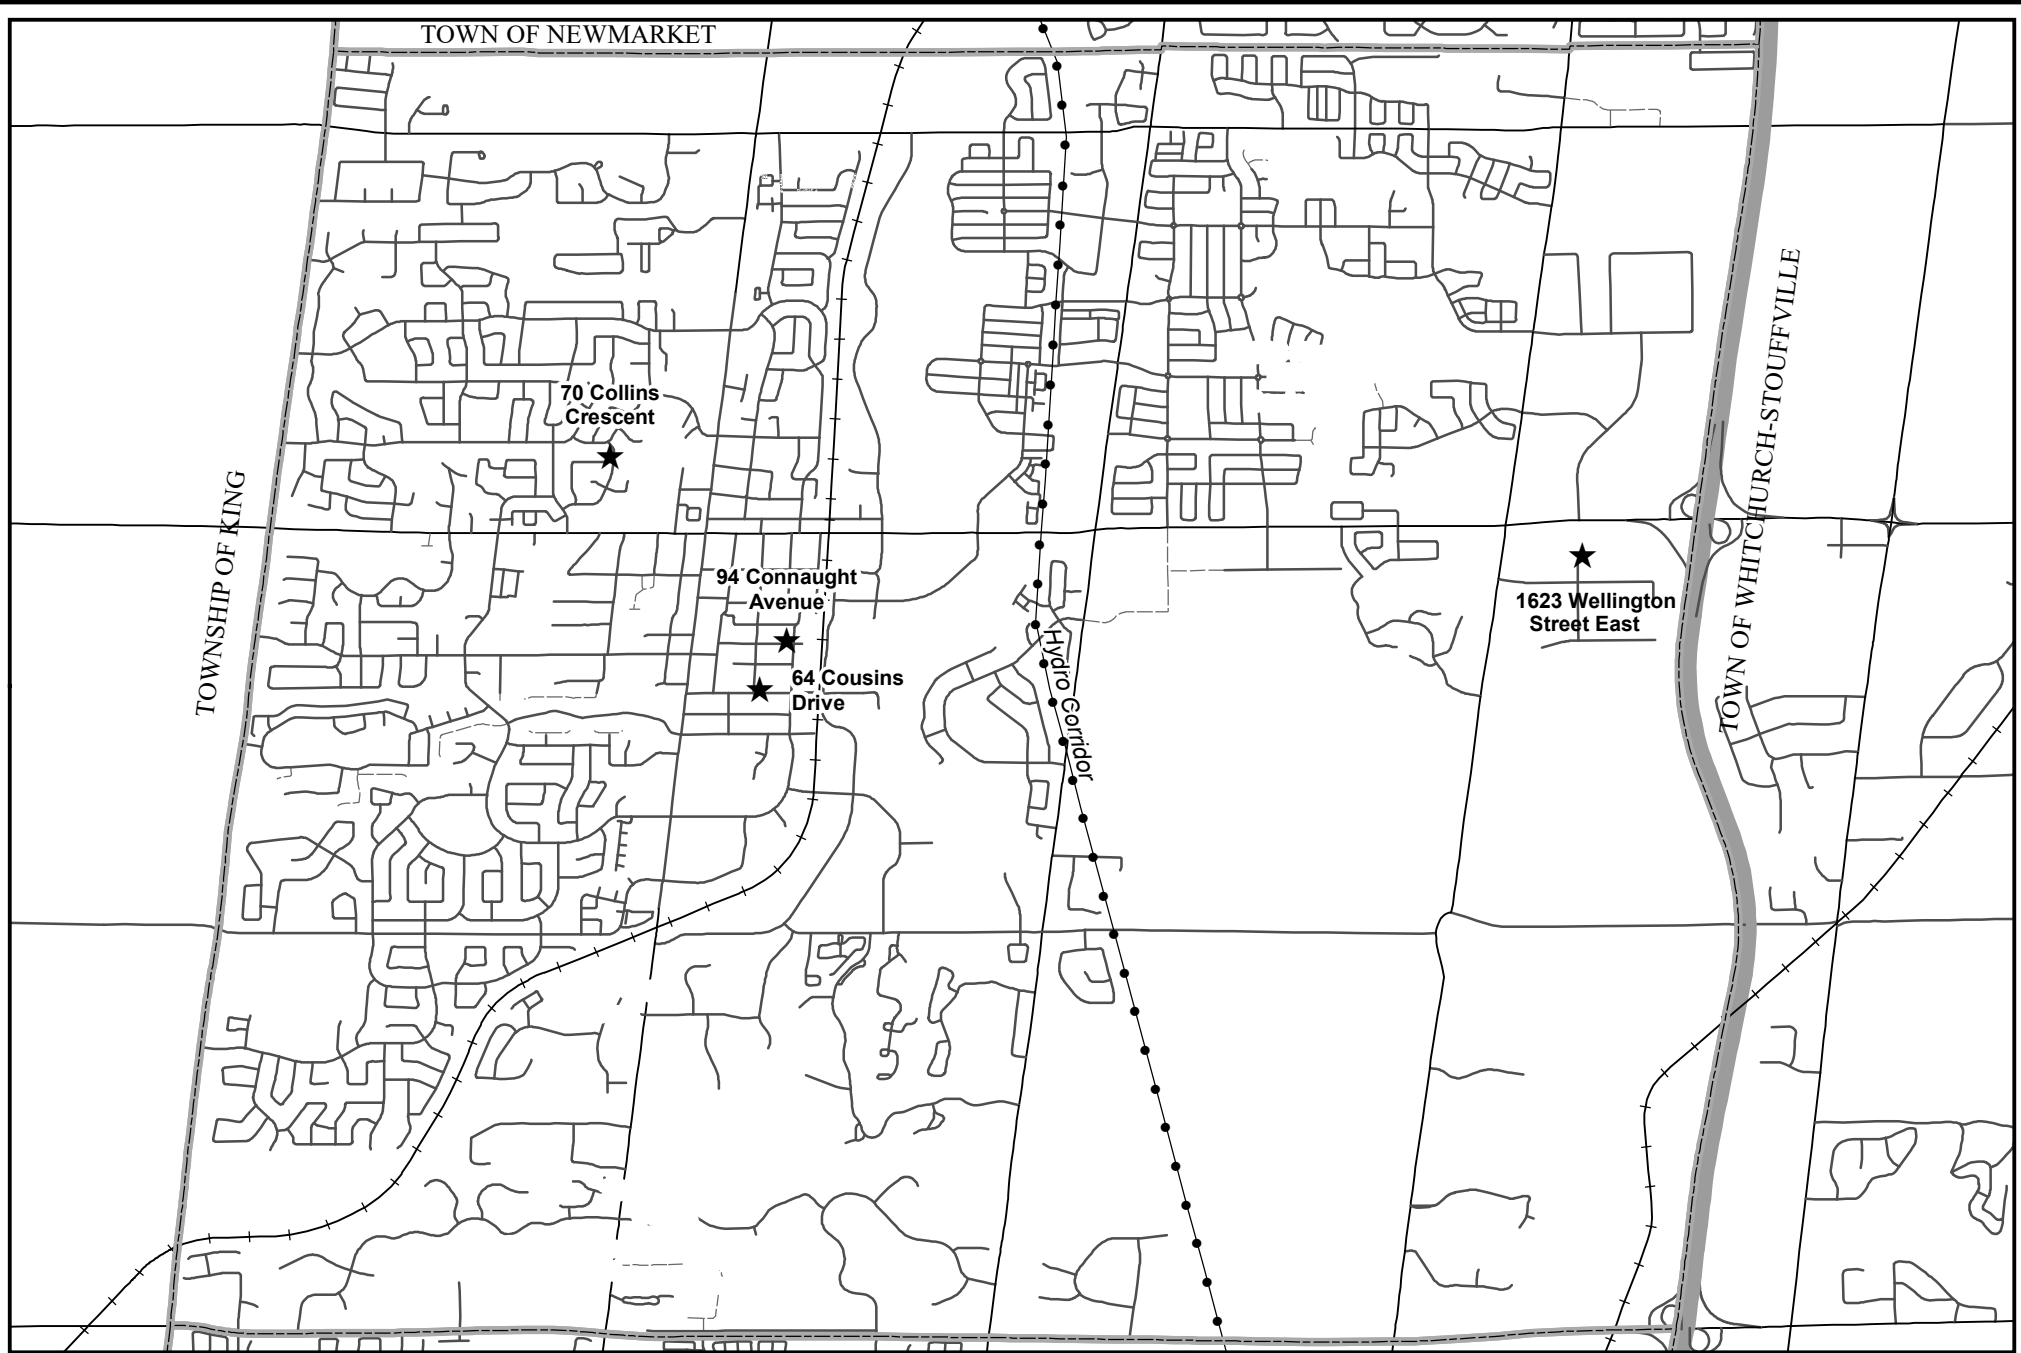 TOWN OF NEWMARKET
70 Collins
Crescent
TOWNSHIP OF KING
94 Connaught
Avenue
64 Cousins
Drive
Hydro Corridor
1623 Wellington
Street East
TOWN OF WHITCHURCH-STOUFFVILLE